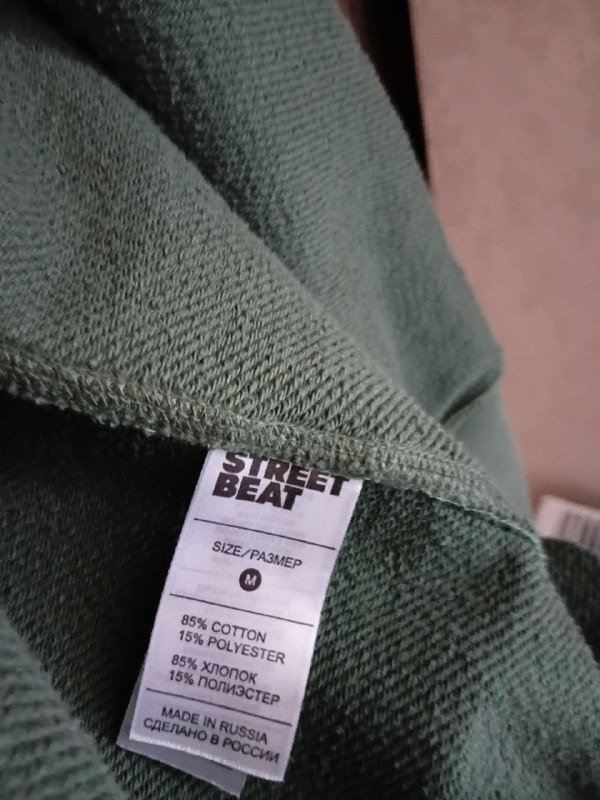 STREET
BEAT
SIZE/РАЗМЕР
M
85% COTTON
15% POLYESTER
85% ХЛОПОК
15% ПОЛИЭСТЕР
MADE IN RUSSIA
СДЕЛАНО В РОССИИ